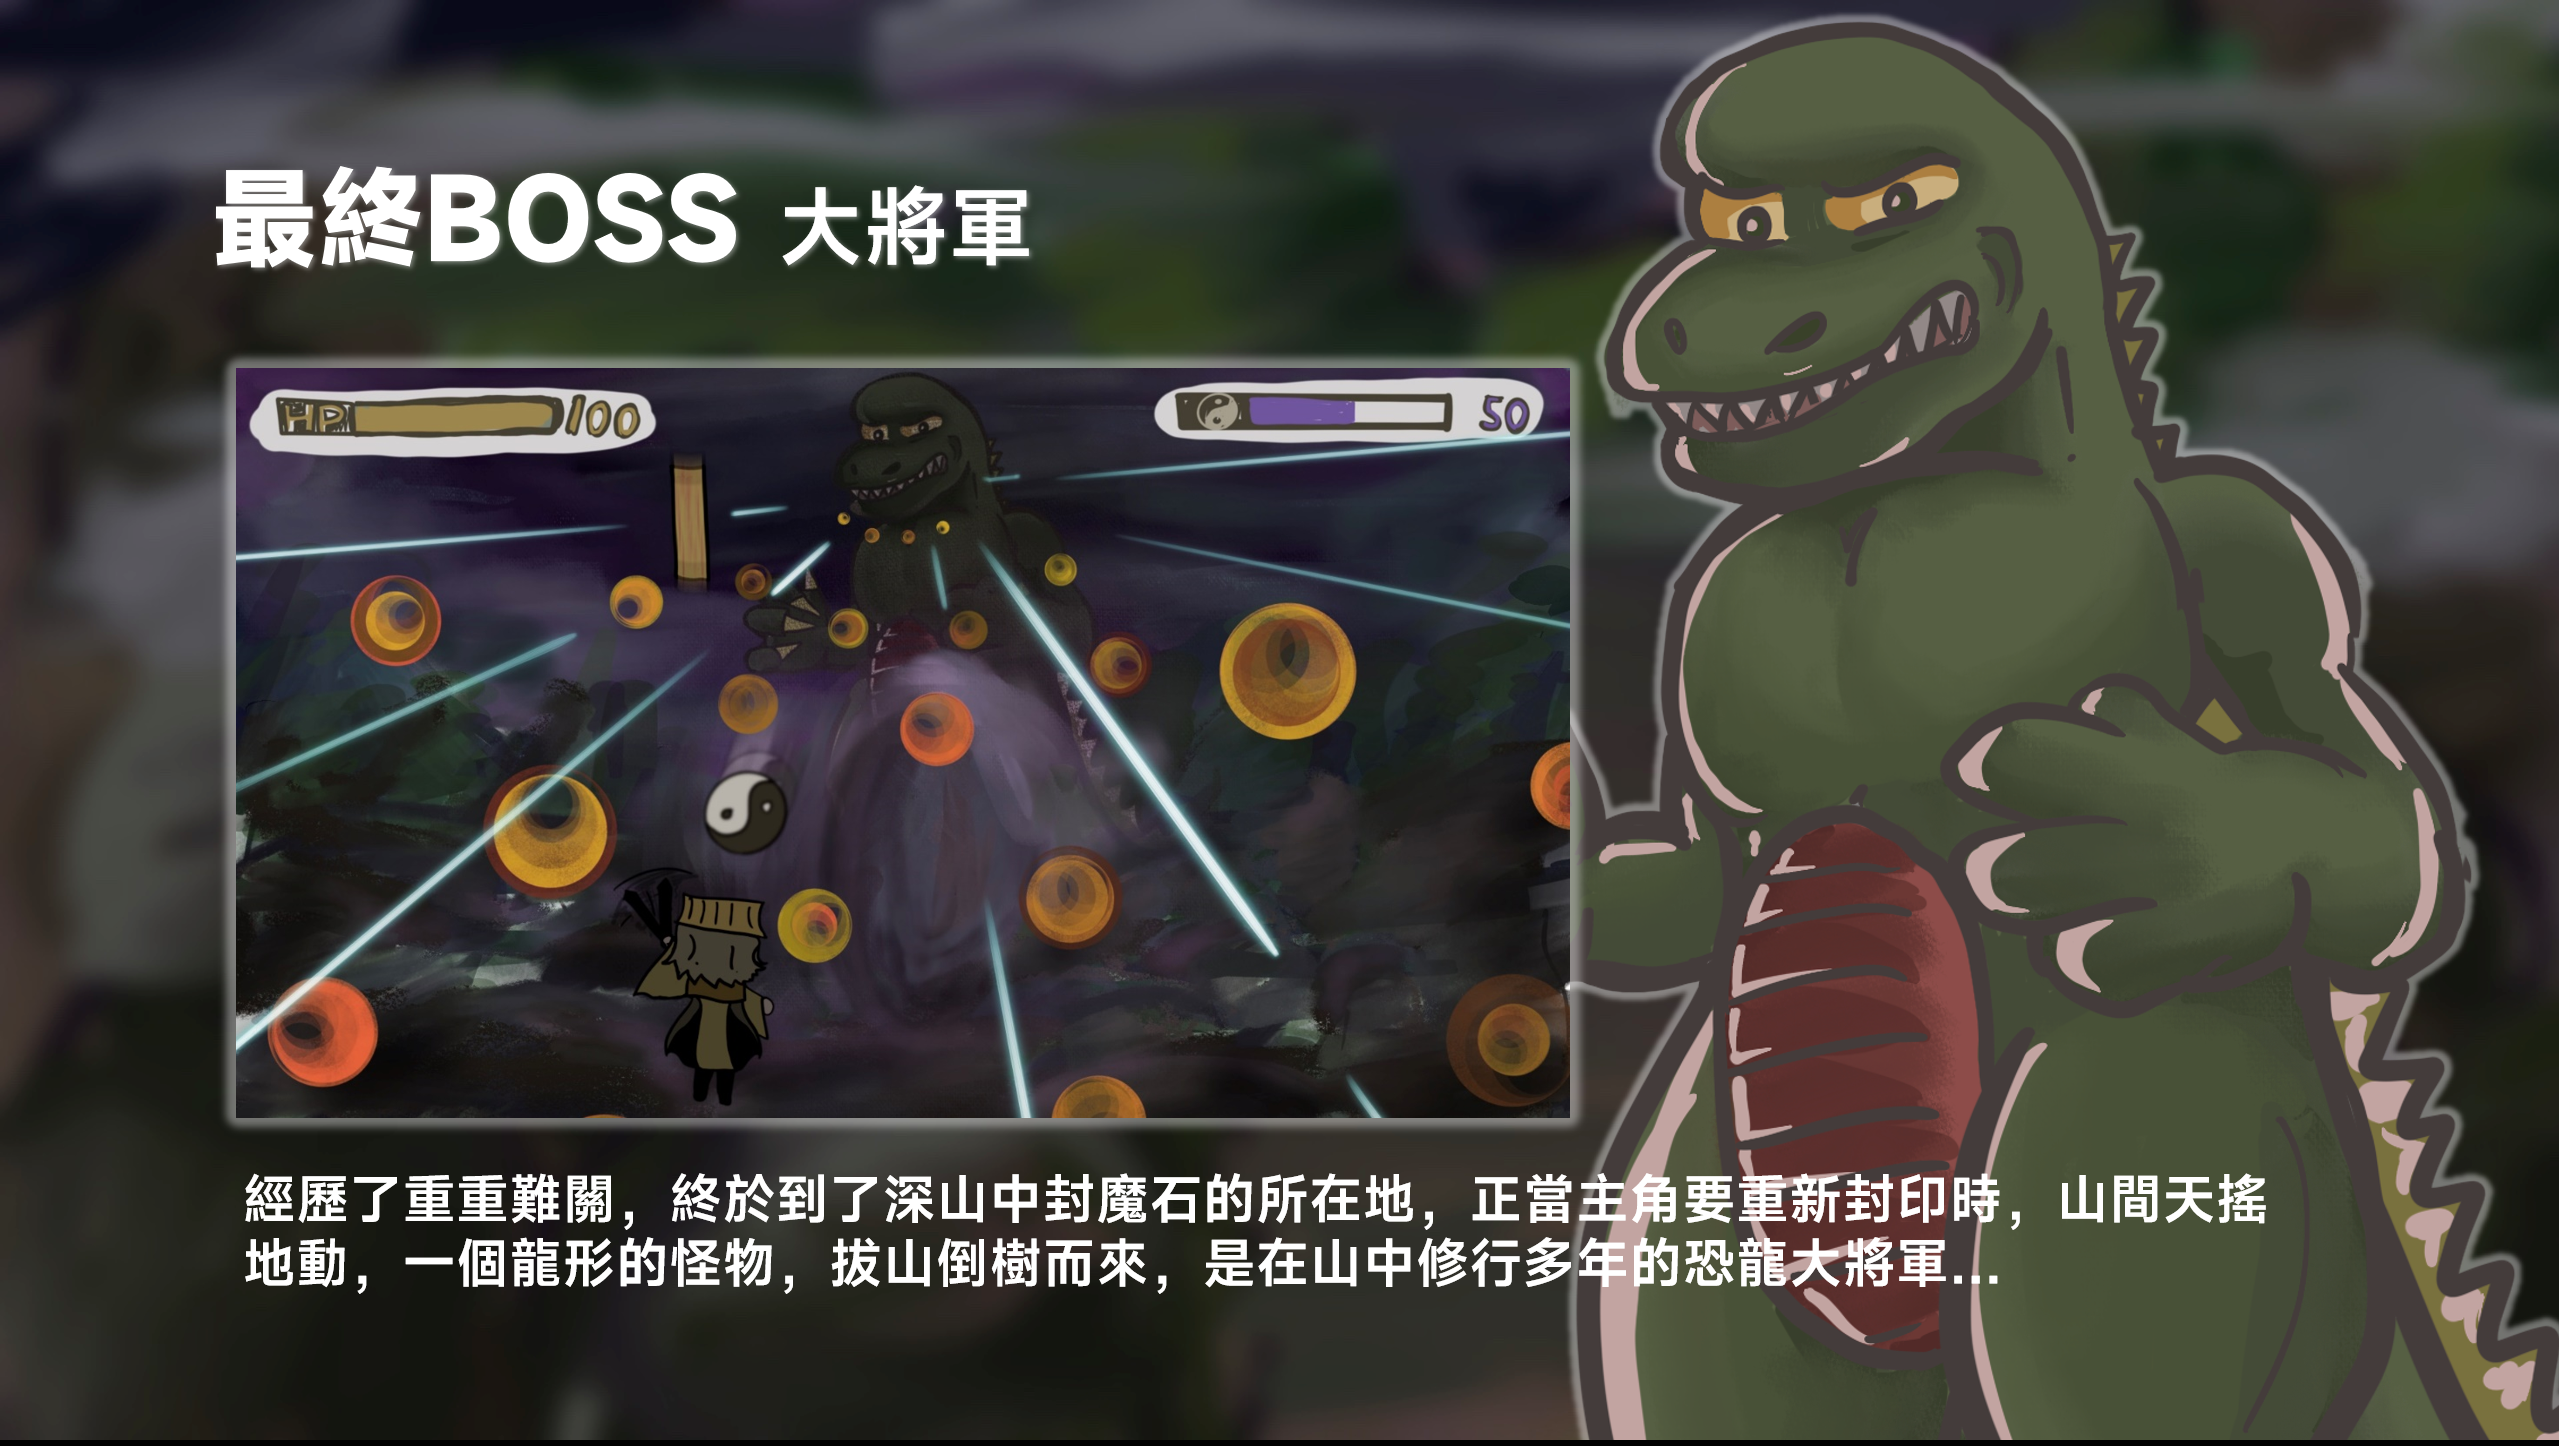 最終BOSS 大將軍
HP 100
50
經歷了重重難關，終於到了深山中封魔石的所在地，正當主角要重新封印時，山間天搖
地動，一個龍形的怪物，拔山倒樹而來，是在山中修行多年的恐龍大將軍...